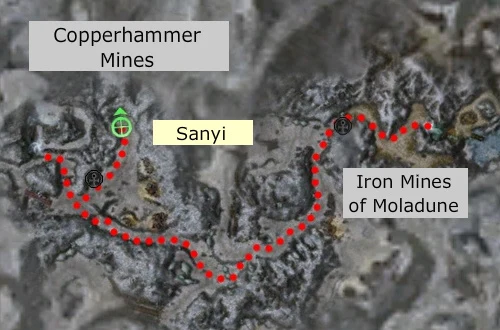 Copperhammer
Mines
Sanyi
Iron Mines
of Moladune